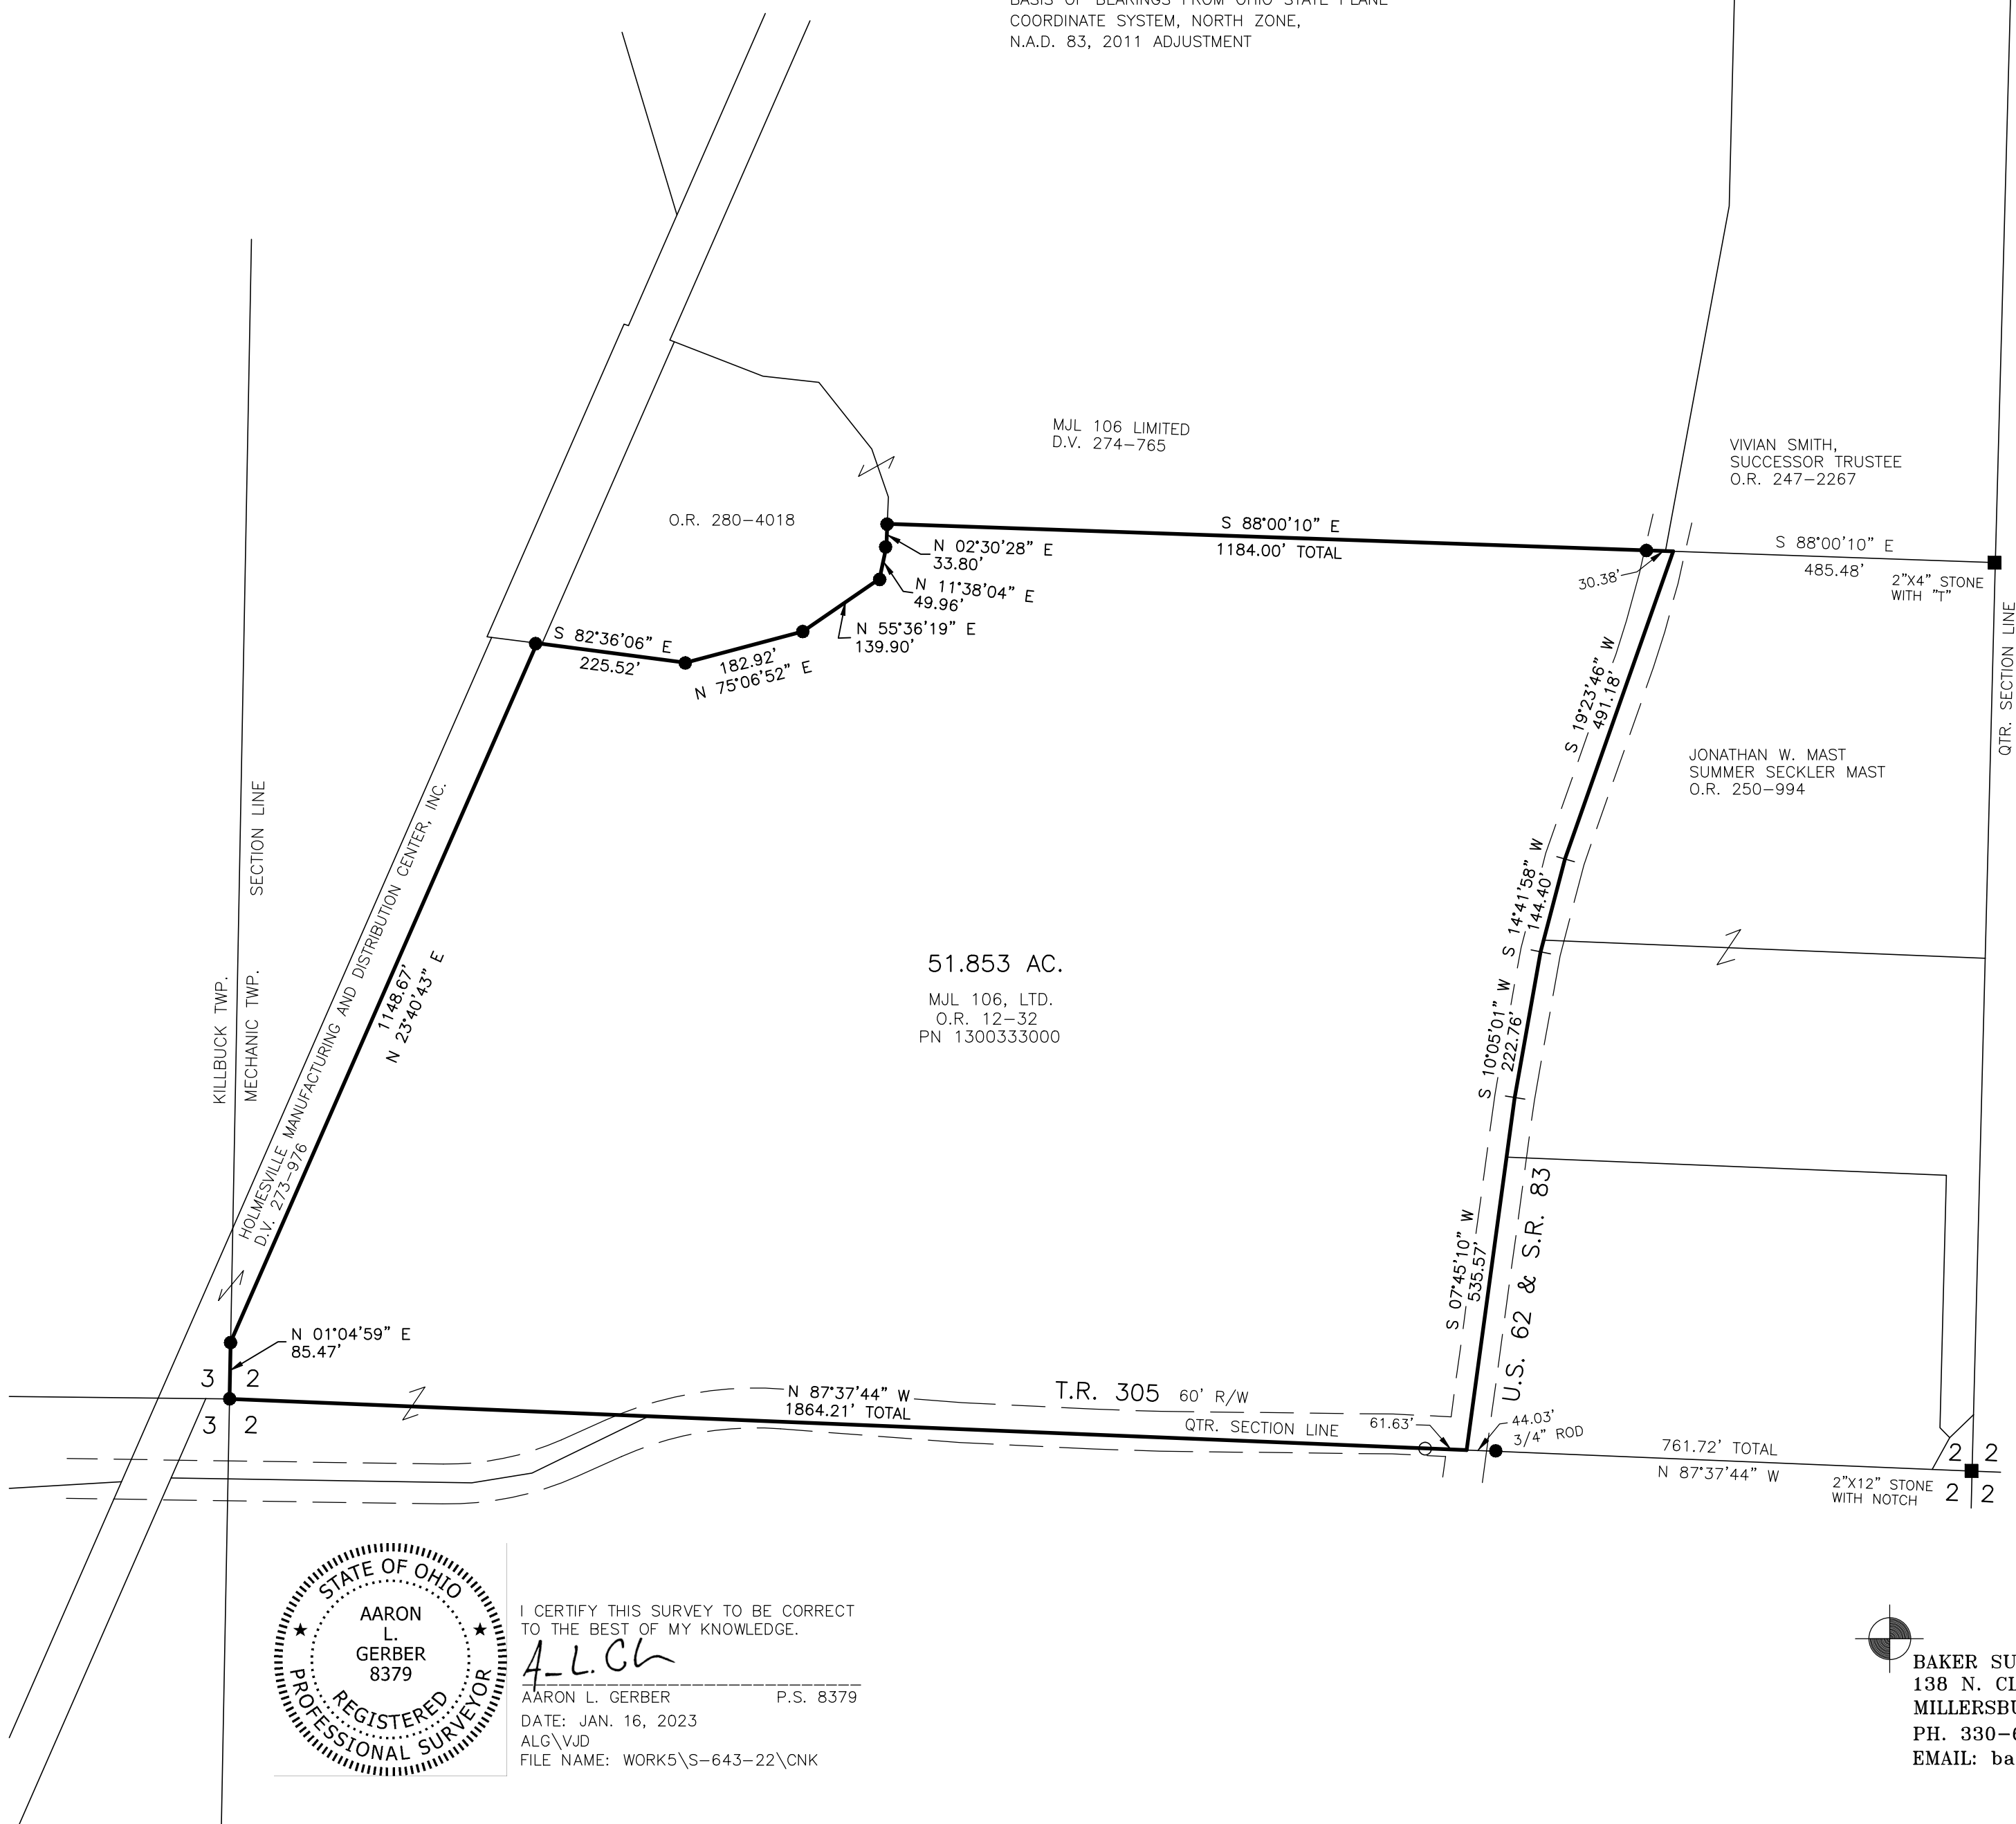 BASIS OF BEARINGS FROM OHIO STATE PLANE
COORDINATE SYSTEM, NORTH ZONE,
N.A.D. 83, 2011 ADJUSTMENT
MJL 106 LIMITED
D.V. 274-765
VIVIAN SMITH,
SUCCESSOR TRUSTEE
O.R. 247-2267
O.R. 280-4018
S 88°00'10" E
1184.00' TOTAL
30.38'
S 88°00'10" E
485.48'
2"X4" STONE
WITH "T"
QTR. SECTION LINE
N 02°30'28" E
33.80'
N 11°38'04" E
49.96'
N 55°36'19" E
139.90'
182.92'
N 75°06'52" E
S 82°36'06" E
225.52'
S 19°23'46" W
491.18'
JONATHAN W. MAST
SUMMER SECKLER MAST
O.R. 250-994
SECTION LINE
KILLBUCK TWP.
MECHANIC TWP.
HOLMESVILLE MANUFACTURING AND DISTRIBUTION CENTER, INC.
D.V. 273-976
1148.67'
N 23°40'43" E
S 14°41'58" W
144.40'
51.853 AC.
MJL 106, LTD.
O.R. 12-32
PN 1300333000
S 10°05'01" W
222.76'
S 07°45'10" W
535.57'
U.S. 62 & S.R. 83
N 01°04'59" E
85.47'
3 2
3 2
N 87°37'44" W
1864.21' TOTAL
T.R. 305 60' R/W
QTR. SECTION LINE
61.63'
44.03'
3/4" ROD
761.72' TOTAL
N 87°37'44" W
2"X12" STONE
WITH NOTCH
2 2
2 2
STATE OF OHIO
AARON
L.
GERBER
8379
REGISTERED
PROFESSIONAL SURVEYOR
I CERTIFY THIS SURVEY TO BE CORRECT
TO THE BEST OF MY KNOWLEDGE.
AARON L. GERBER P.S. 8379
DATE: JAN. 16, 2023
ALG\VJD
FILE NAME: WORK5\S-643-22\CNK
BAKER SU
138 N. CL
MILLERSBU
PH. 330-6
EMAIL: ba